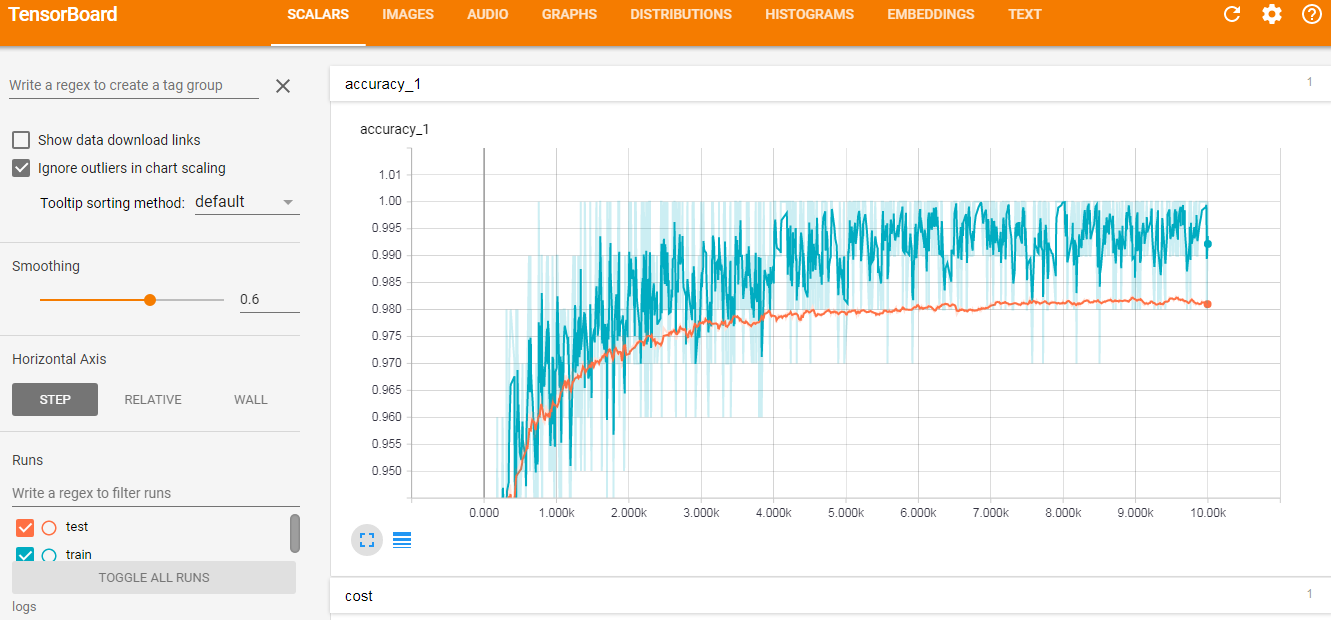 TensorBoard
SCALARS IMAGES AUDIO GRAPHS DISTRIBUTIONS HISTOGRAMS EMBEDDINGS TEXT
Write a regex to create a tag group
Show data download links
Ignore outliers in chart scaling
Tooltip sorting method: default
Smoothing
0.6
Horizontal Axis
STEP RELATIVE WALL
Runs
Write a regex to filter runs
test
train
TOGGLE ALL RUNS
logs
accuracy_1 1
accuracy_1
1.01
1.00
0.995
0.990
0.985
0.980
0.975
0.970
0.965
0.960
0.955
0.950
0.000 1.000k 2.000k 3.000k 4.000k 5.000k 6.000k 7.000k 8.000k 9.000k 10.00k
cost 1